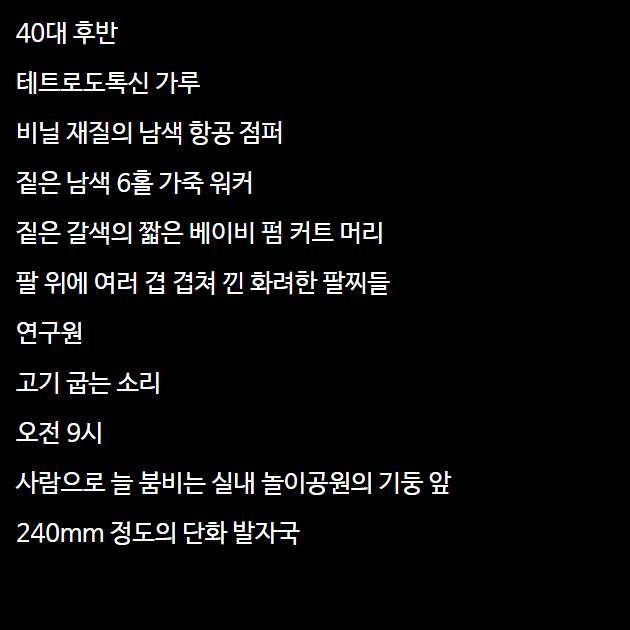 40대 후반
테트로도톡신 가루
비닐 재질의 남색 항공 점퍼
짙은 남색 6홀 가죽 워커
짙은 갈색의 짧은 베이비 펌 커트 머리
팔 위에 여러 겹 겹쳐 낀 화려한 팔찌들
연구원
고기 굽는 소리
오전 9시
사람으로 늘 붐비는 실내 놀이공원의 기둥 앞
240mm 정도의 단화 발자국